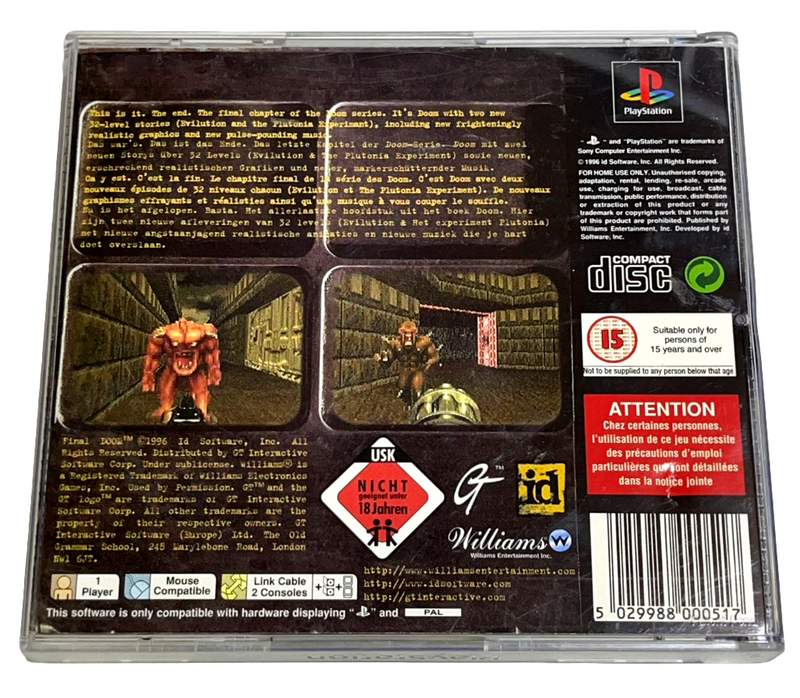 This is it. The end. The final chapter of the Doom series. It's Doom with two new
32-level stories (Evilution and the Plutonia Experiment), including new frighteningly
realistic graphics and new pulse-pounding music.
Das war's. Das ist das Ende. Das letzte Kapitel der Doom-Serie. Doom mit zwei
neuen Storys über 32 Levels (Evilution & The Plutonia Experiment) sowie neuen,
erschreckend realistischen Grafiken und neuer, markerschütternder Musik.
Ca y est. C'est la fin. Le chapitre final de la série des Doom. C'est Doom avec deux
nouveaux épisodes de 32 niveaux chacun (Evilution et The Plutonia Experiment). De nouveaux
graphismes effrayants et réalistes ainsi qu'une musique à vous couper le souffle.
Nu is het afgelopen. Basta. Het allerlaatste hoofdstuk uit het boek Doom. Hier
zijn twee nieuwe afleveringen van 32 levels (Evilution & Het experiment Plutonia)
met nieuwe angstaanjagend realistische animaties en nieuwe muziek die je hart
doet overslaan.
PlayStation
" " and "PlayStation" are trademarks of
Sony Computer Entertainment Inc.
© 1996 id Software, Inc. All Rights Reserved.
FOR HOME USE ONLY. Unauthorised copying,
adaptation, rental, lending, re-sale, arcade
use, charging for use, broadcast, cable
transmission, public performance, distribution
or extraction of this product or any
trademark or copyright work that forms part
of this product are prohibited. Published by
Williams Entertainment, Inc. Developed by id
Software, Inc.
COMPACT
disc
15
Suitable only for
persons of
15 years and over
Not to be supplied to any person below that age
ATTENTION
Chez certaines personnes,
l'utilisation de ce jeu nécessite
des précautions d'emploi
particulières qui sont détaillées
dans la notice jointe
Final DOOM™ ©1996 Id Software, Inc. All
Rights Reserved. Distributed by GT Interactive
Software Corp. Under sublicense. Williams® is
a Registered Trademark of Williams Electronics
Games, Inc. Used by Permission. GT™and the
GT logo™ are trademarks of GT Interactive
Software Corp. All other trademarks are the
property of their respective owners. GT
Interactive Software (Europe) Ltd. The Old
Grammar School, 248 Marylebone Road, London
NW1 6JT.
USK
NICHT
geeignet unter
18 Jahren
GT™
id
Williams
Williams Entertainment Inc.
http://www.williamsentertainment.com
http://www.idsoftware.com
http://gtinteractive.com
1
Player
Mouse
Compatible
Link Cable
2 Consoles
This software is only compatible with hardware displaying " " and PAL
5 029988 000517
PlayStation